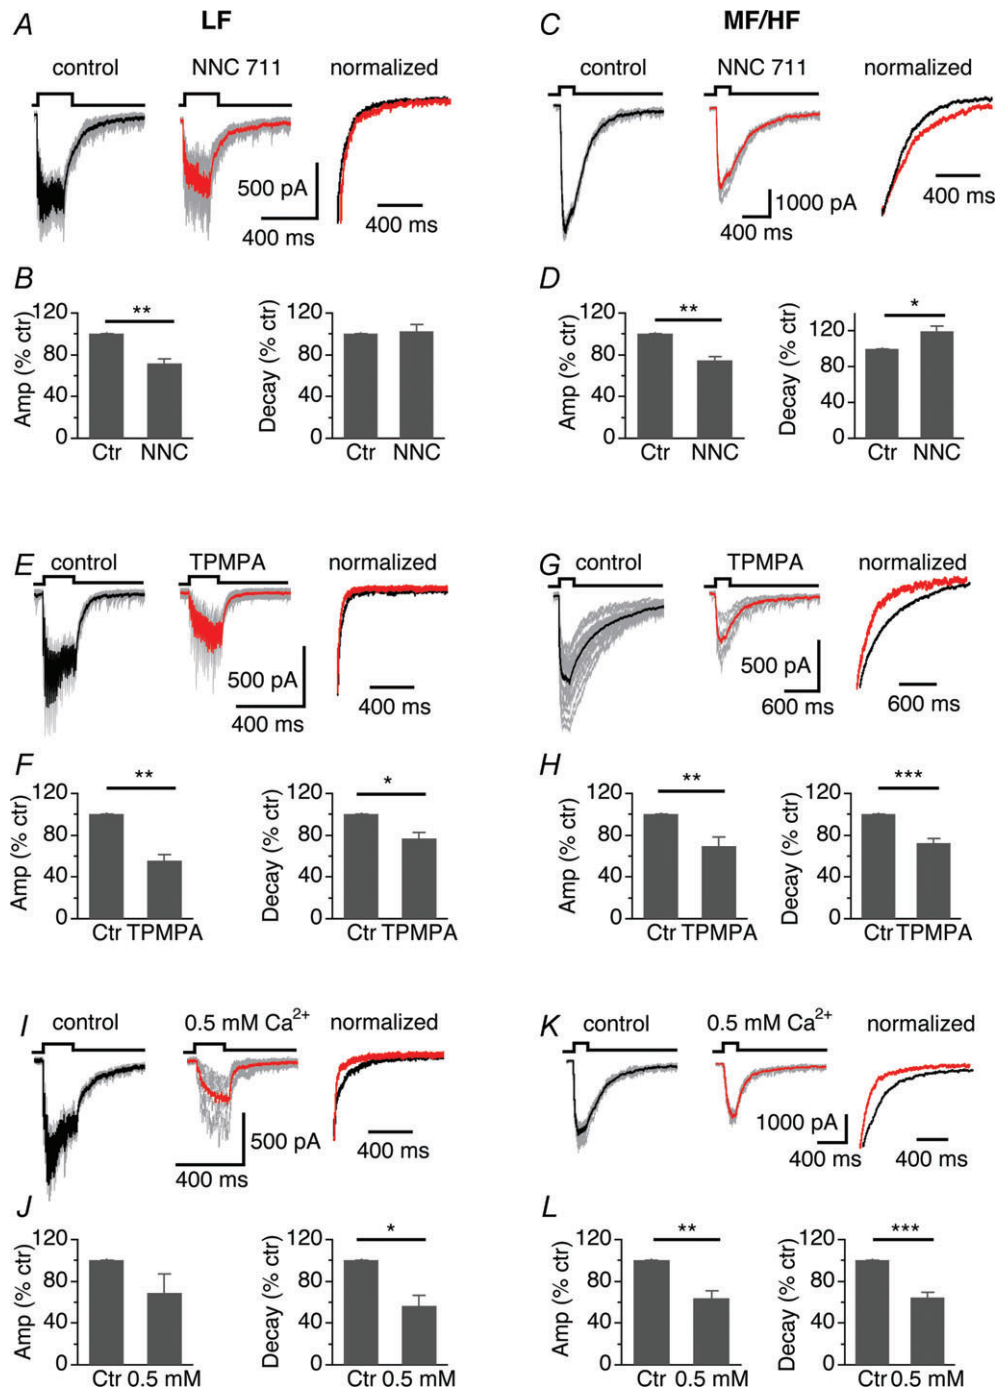 LF
MF/HF
A
control
NNC 711
normalized
500 pA
400 ms
400 ms
C
control
NNC 711
normalized
1000 pA
400 ms
400 ms
B
120
80
40
0
Amp (% ctr)
**
Ctr NNC
120
80
40
0
Decay (% ctr)
Ctr NNC
D
120
80
40
0
Amp (% ctr)
**
Ctr NNC
120
80
40
0
Decay (% ctr)
*
Ctr NNC
E
control
TPMPA
normalized
500 pA
400 ms
400 ms
G
control
TPMPA
normalized
500 pA
600 ms
600 ms
F
120
80
40
0
Amp (% ctr)
**
Ctr TPMPA
120
80
40
0
Decay (% ctr)
*
Ctr TPMPA
H
120
80
40
0
Amp (% ctr)
**
Ctr TPMPA
120
80
40
0
Decay (% ctr)
***
Ctr TPMPA
I
control
0.5 mM Ca²⁺
normalized
500 pA
400 ms
400 ms
K
control
0.5 mM Ca²⁺
normalized
1000 pA
400 ms
400 ms
J
120
80
40
0
Amp (% ctr)
Ctr 0.5 mM
120
80
40
0
Decay (% ctr)
*
Ctr 0.5 mM
L
120
80
40
0
Amp (% ctr)
**
Ctr 0.5 mM
120
80
40
0
Decay (% ctr)
***
Ctr 0.5 mM